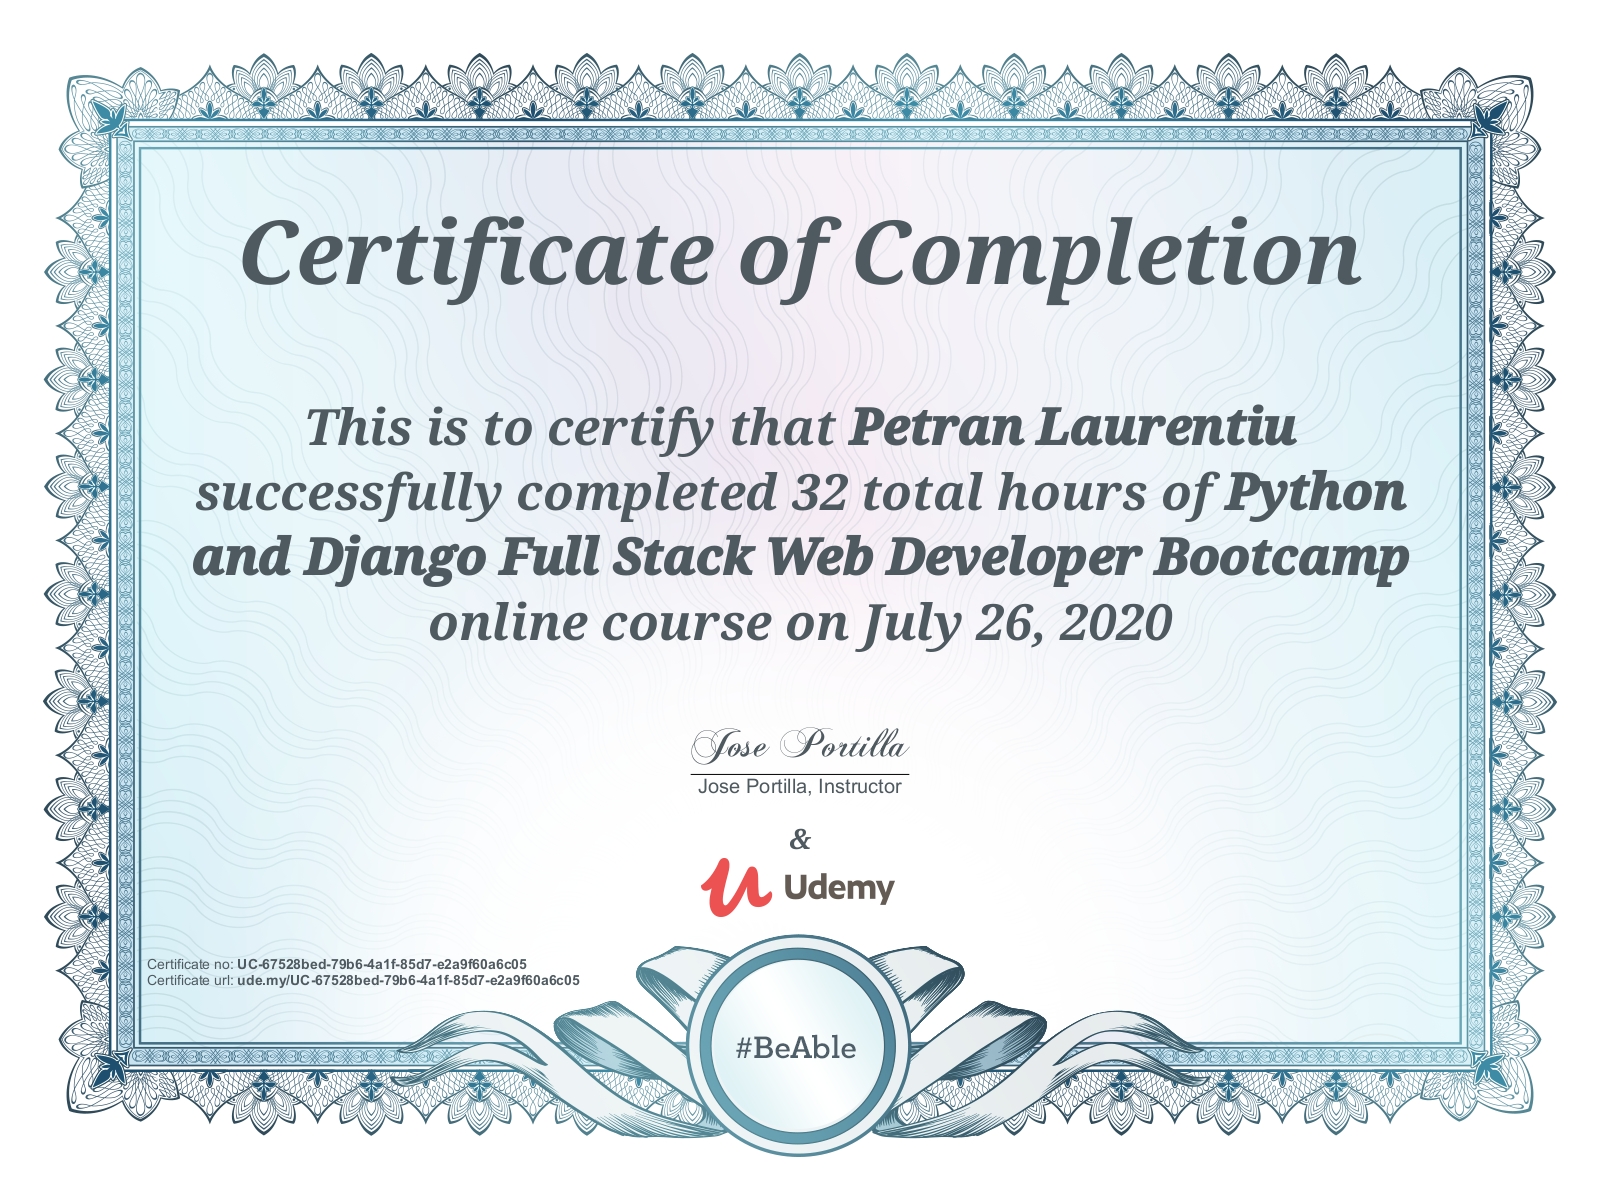 Certificate of Completion
This is to certify that Petran Laurentiu
successfully completed 32 total hours of Python
and Django Full Stack Web Developer Bootcamp
online course on July 26, 2020
Jose Portilla
Jose Portilla, Instructor
&
Udemy
Certificate no: UC-67528bed-79b6-4a1f-85d7-e2a9f60a6c05
Certificate url: ude.my/UC-67528bed-79b6-4a1f-85d7-e2a9f60a6c05
#BeAble